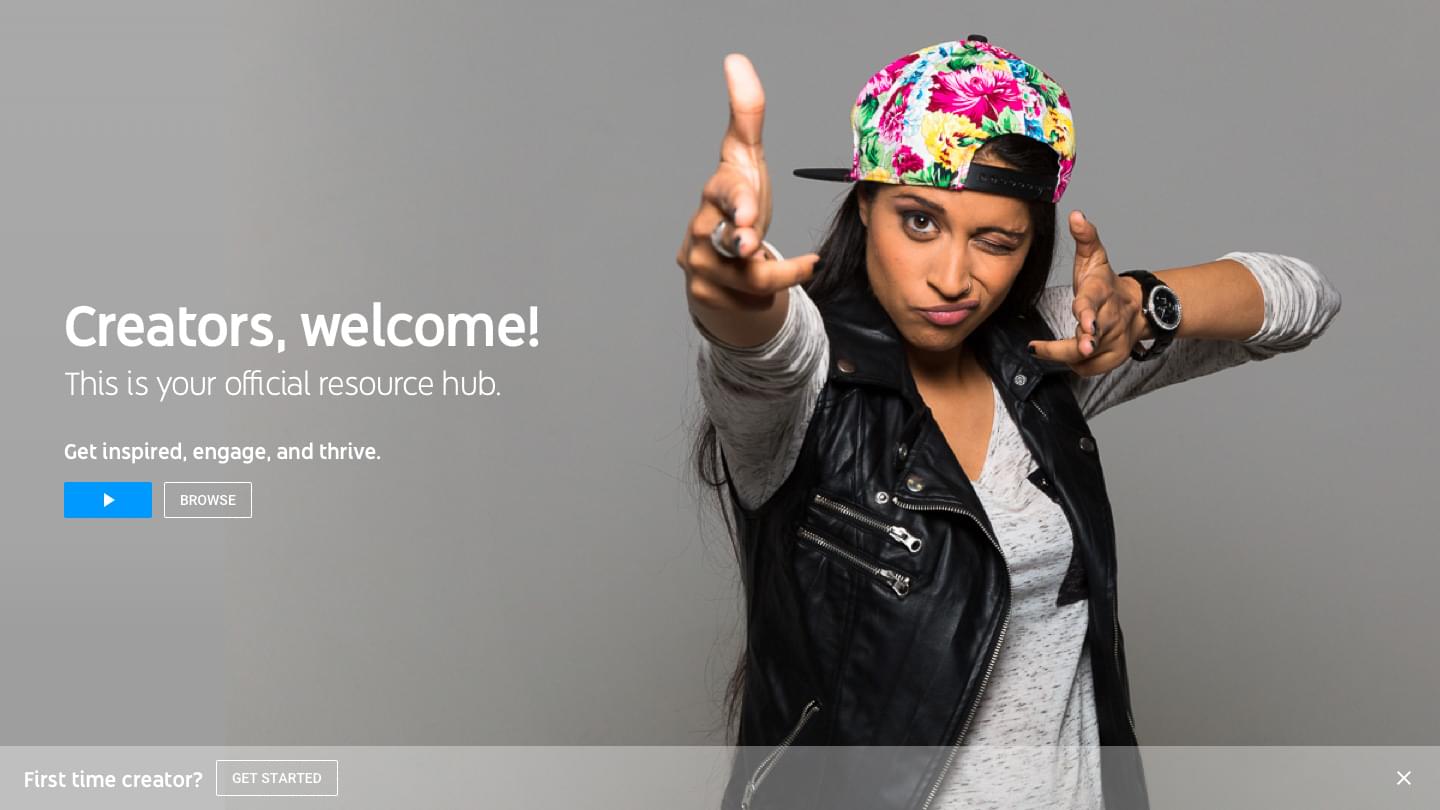 Creators, welcome!
This is your official resource hub.
Get inspired, engage, and thrive.
BROWSE
First time creator?
GET STARTED